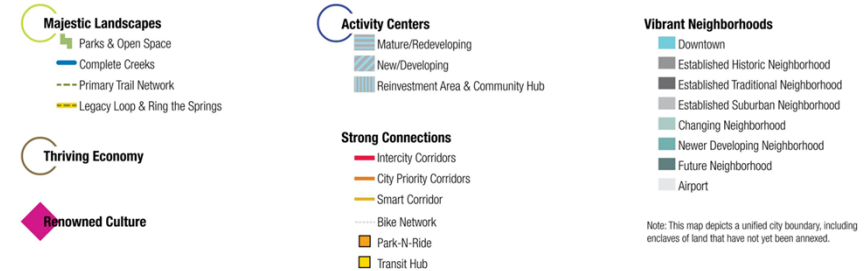 Majestic Landscapes
Parks & Open Space
Complete Creeks
Primary Trail Network
Legacy Loop & Ring the Springs
Thriving Economy
Renowned Culture
Activity Centers
Mature/Redeveloping
New/Developing
Reinvestment Area & Community Hub
Strong Connections
Intercity Corridors
City Priority Corridors
Smart Corridor
Bike Network
Park-N-Ride
Transit Hub
Vibrant Neighborhoods
Downtown
Established Historic Neighborhood
Established Traditional Neighborhood
Established Suburban Neighborhood
Changing Neighborhood
Newer Developing Neighborhood
Future Neighborhood
Airport
Note: This map depicts a unified city boundary, including
enclaves of land that have not yet been annexed.